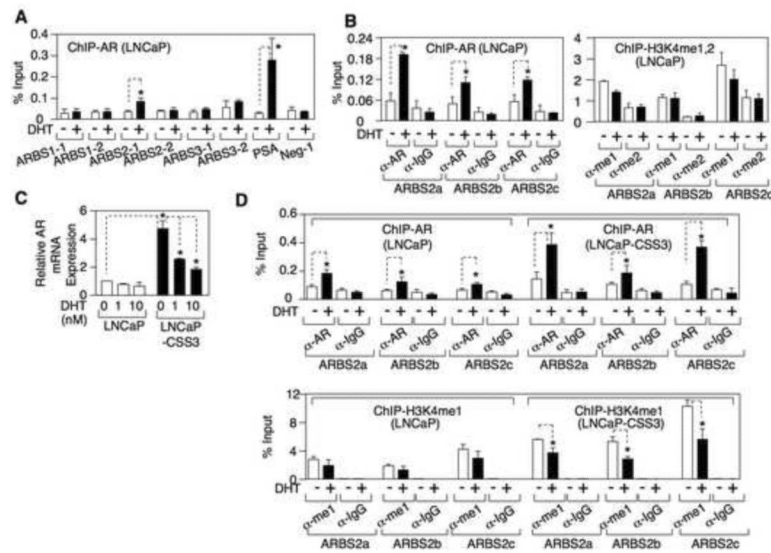 A
ChIP-AR (LNCaP)
% Input
0.4
0.2
0
DHT - + - + - + - + - + - + - + - +
ARBS1-1 ARBS1-2 ARBS2-1 ARBS2-2 ARBS3-1 ARBS3-2 PSA Neg-1
*
*
B
ChIP-AR (LNCaP)
% Input
0.24
0.18
0.12
0.06
0
* * *
DHT - + - + - + - + - + - +
α-AR α-IgG α-AR α-IgG α-AR α-IgG
ARBS2a ARBS2b ARBS2c
ChIP-H3K4me1,2
(LNCaP)
4
3
2
1
0
- + - + - + - + - + - +
α-me1 α-me2 α-me1 α-me2 α-me1 α-me2
ARBS2a ARBS2b ARBS2c
C
Relative AR
mRNA
Expression
6
4
2
0
* * *
DHT 0 1 10 0 1 10
(nM)
LNCaP LNCaP
-CSS3
D
ChIP-AR
(LNCaP)
ChIP-AR
(LNCaP-CSS3)
% Input
0.6
0.4
0.2
0
* * * * * *
DHT - + - + - + - + - + - + - + - + - + - + - + - +
α-AR α-IgG α-AR α-IgG α-AR α-IgG α-AR α-IgG α-AR α-IgG α-AR α-IgG
ARBS2a ARBS2b ARBS2c ARBS2a ARBS2b ARBS2c
ChIP-H3K4me1
(LNCaP)
ChIP-H3K4me1
(LNCaP-CSS3)
% Input
12
8
4
0
* * *
DHT - + - + - + - + - + - + - + - + - + - + - + - +
α-me1 α-IgG α-me1 α-IgG α-me1 α-IgG α-me1 α-IgG α-me1 α-IgG α-me1 α-IgG
ARBS2a ARBS2b ARBS2c ARBS2a ARBS2b ARBS2c